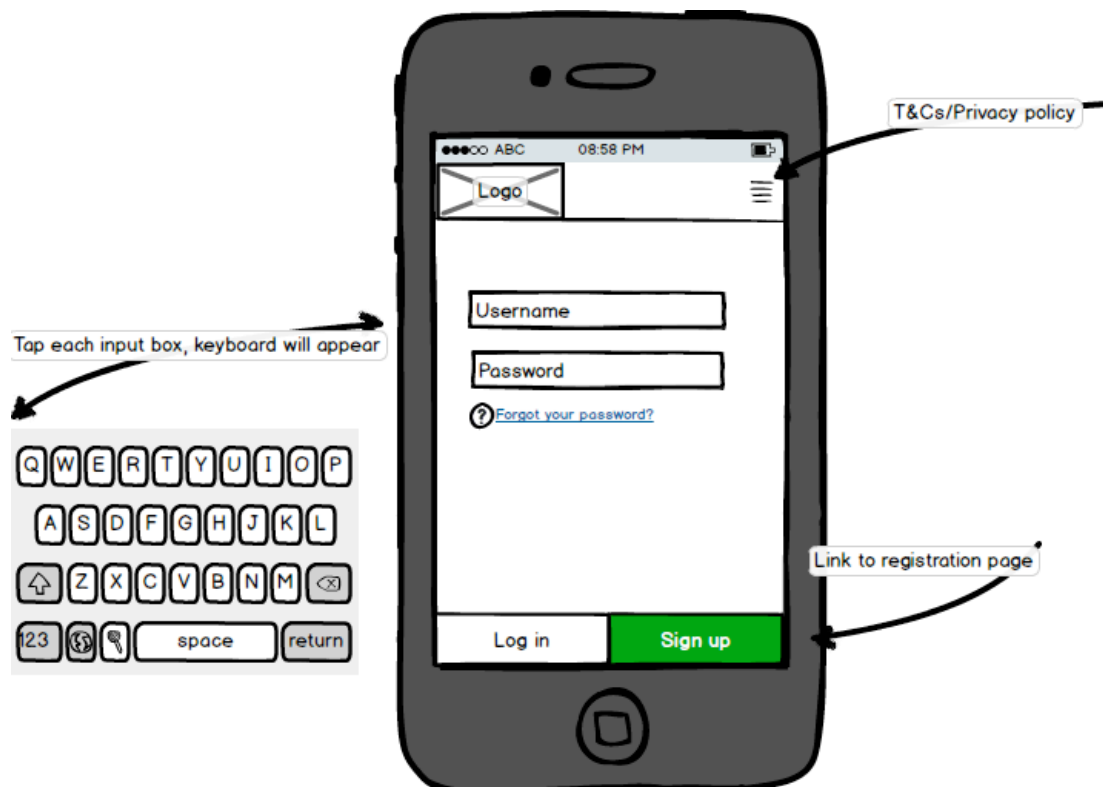 T&Cs/Privacy policy
ABC 08:58 PM
Logo
Username
Tap each input box, keyboard will appear
Password
? Forgot your password?
Q W E R T Y U I O P
A S D F G H J K L
Z X C V B N M
123 space return
Link to registration page
Log in Sign up